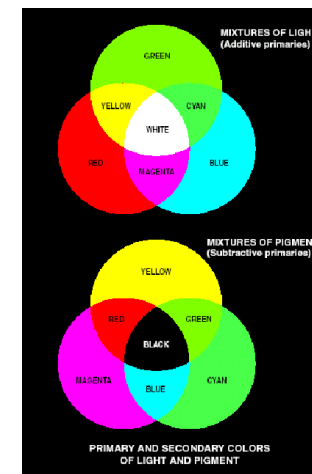 MIXTURES OF LIGH
(Additive primaries)
GREEN
YELLOW
CYAN
WHITE
RED
BLUE
MAGENTA
MIXTURES OF PIGMEN
(Subtractive primaries)
YELLOW
RED
GREEN
BLACK
MAGENTA
CYAN
BLUE
PRIMARY AND SECONDARY COLORS
OF LIGHT AND PIGMENT